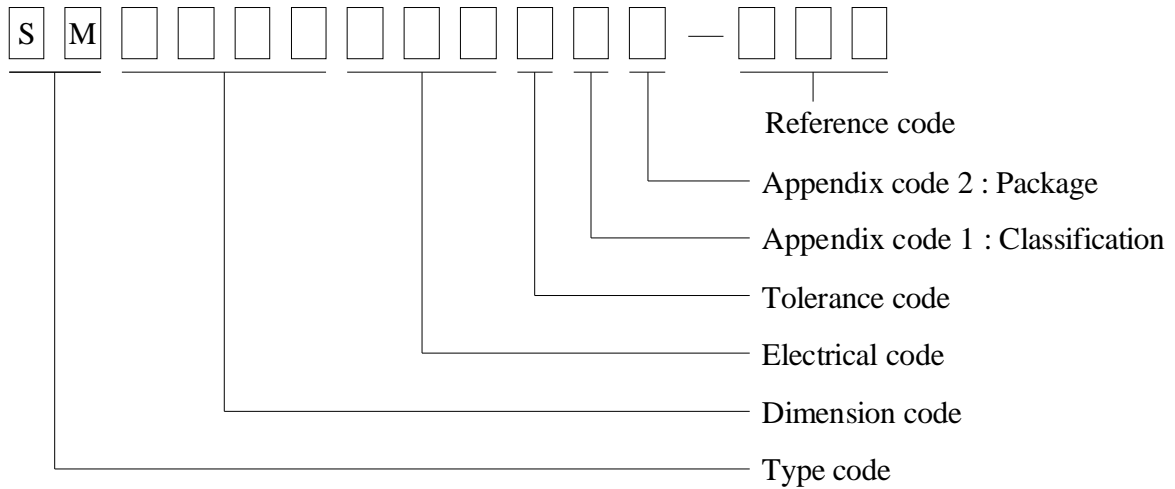 S M —
Reference code
Appendix code 2 : Package
Appendix code 1 : Classification
Tolerance code
Electrical code
Dimension code
Type code